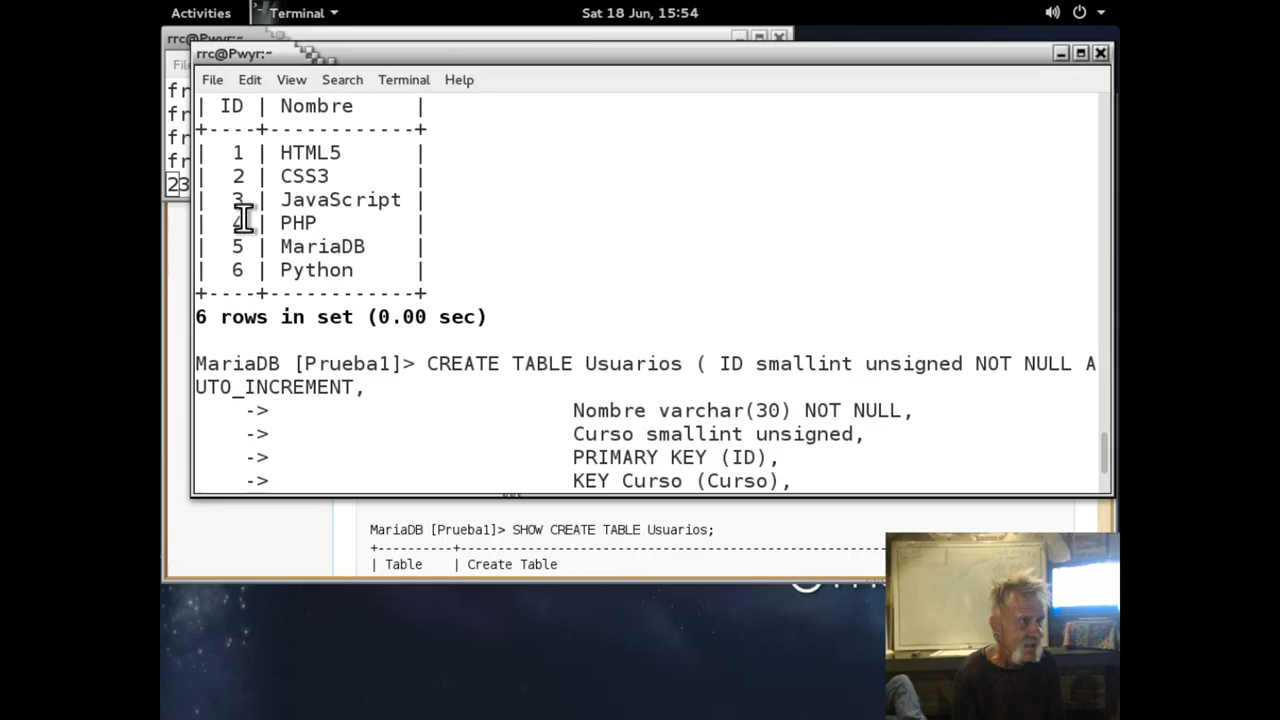 Activities
Terminal
Sat 18 Jun, 15:54
rrc@Pwyr:~
rrc@Pwyr:~
File Edit View Search Terminal Help
| ID | Nombre |
+----+------------+
| 1 | HTML5 |
| 2 | CSS3 |
| 3 | JavaScript |
| 4 | PHP |
| 5 | MariaDB |
| 6 | Python |
+----+------------+
6 rows in set (0.00 sec)
MariaDB [Prueba1]> CREATE TABLE Usuarios ( ID smallint unsigned NOT NULL A
UTO_INCREMENT,
-> Nombre varchar(30) NOT NULL,
-> Curso smallint unsigned,
-> PRIMARY KEY (ID),
-> KEY Curso (Curso),
MariaDB [Prueba1]> SHOW CREATE TABLE Usuarios;
| Table | Create Table